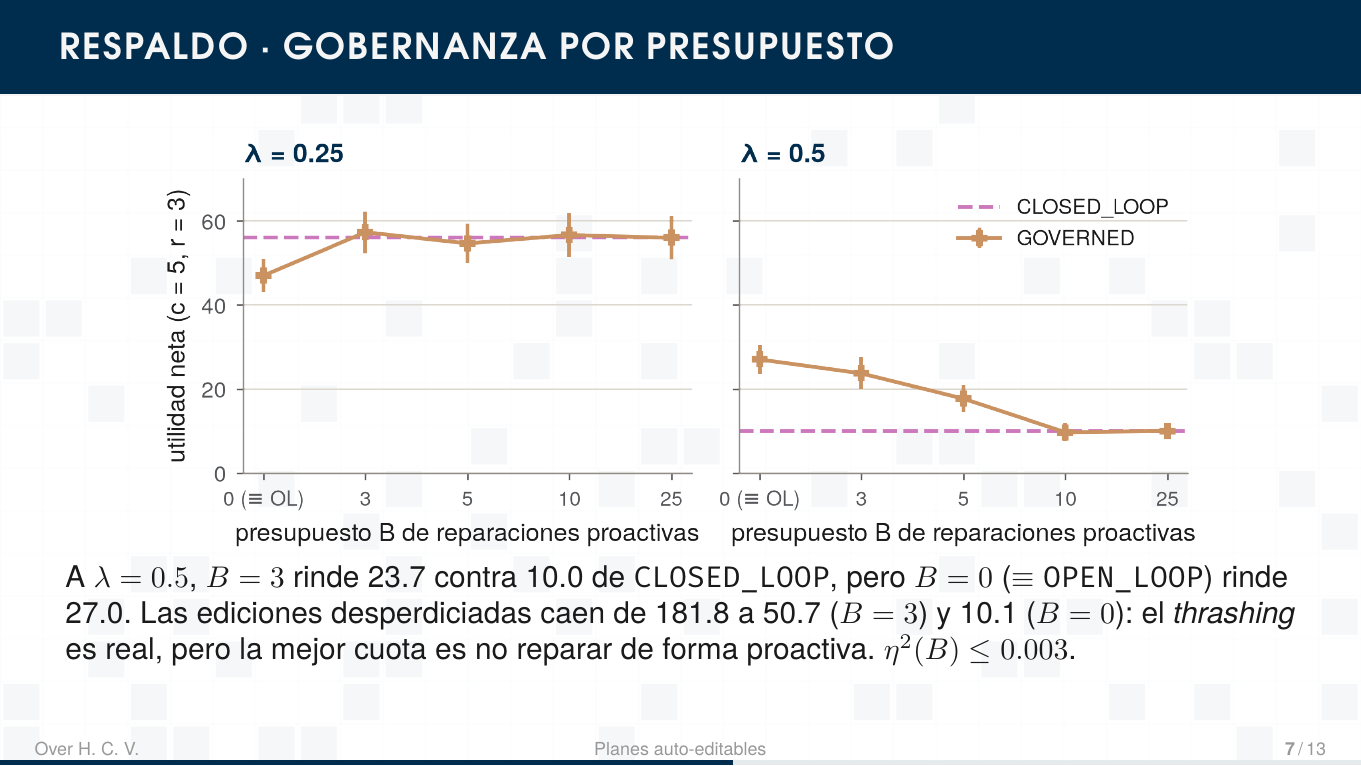 RESPALDO · GOBERNANZA POR PRESUPUESTO
λ = 0.25
λ = 0.5
utilidad neta (c = 5, r = 3)
60
40
20
0
CLOSED_LOOP
GOVERNED
0 (≡ OL) 3 5 10 25
0 (≡ OL) 3 5 10 25
presupuesto B de reparaciones proactivas
presupuesto B de reparaciones proactivas
A λ = 0.5, B = 3 rinde 23.7 contra 10.0 de CLOSED_LOOP, pero B = 0 (≡ OPEN_LOOP) rinde
27.0. Las ediciones desperdiciadas caen de 181.8 a 50.7 (B = 3) y 10.1 (B = 0): el thrashing
es real, pero la mejor cuota es no reparar de forma proactiva. η²(B) ≤ 0.003.
Over H. C. V.
Planes auto-editables
7 / 13